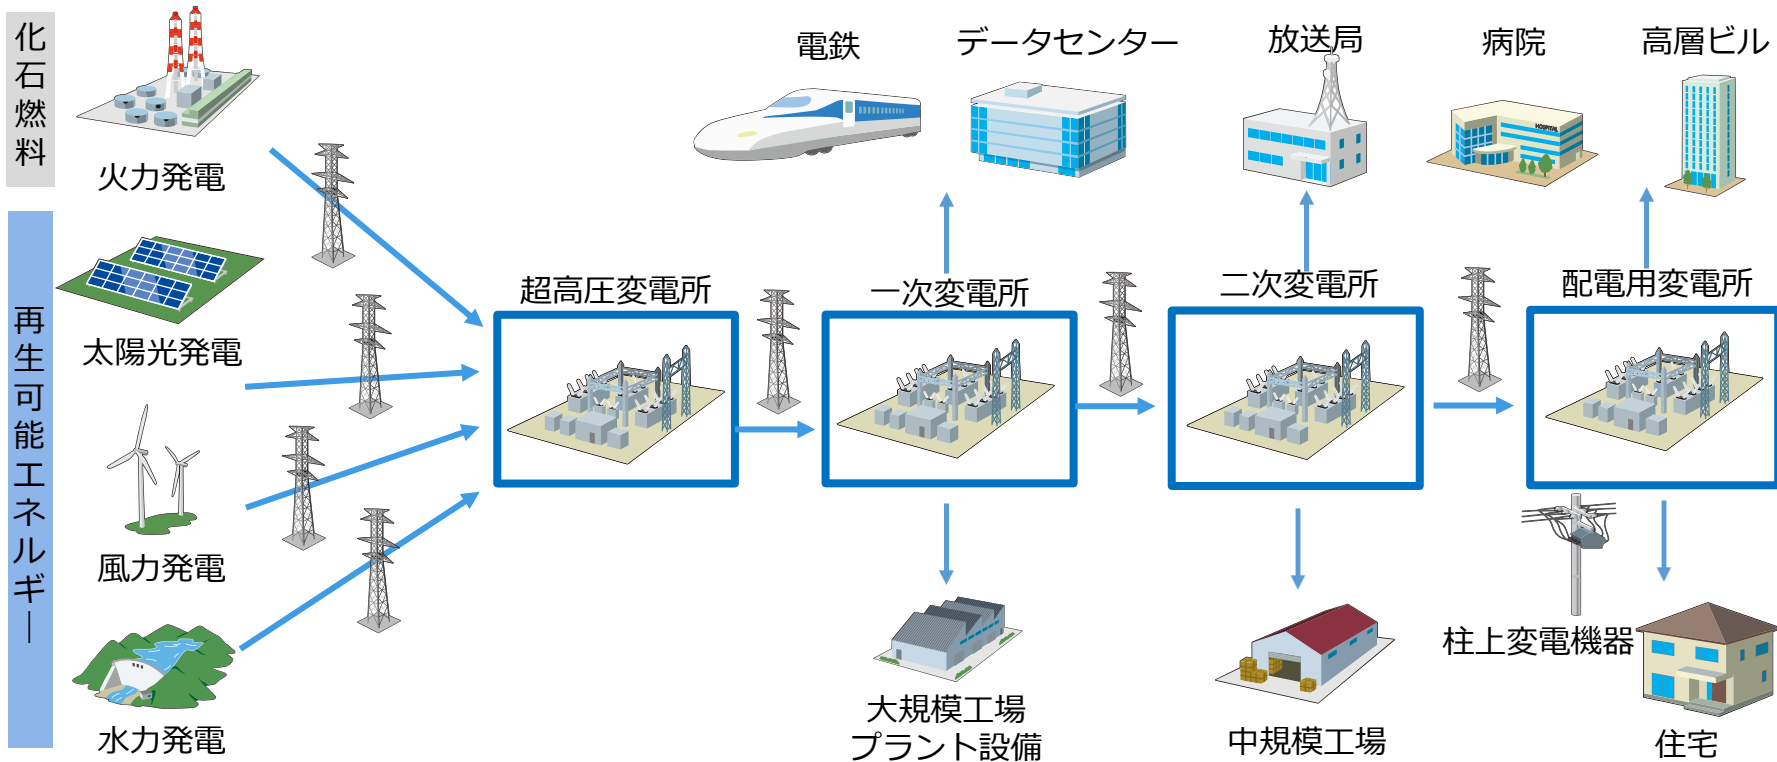 化石燃料
火力発電
再生可能エネルギー
太陽光発電
風力発電
水力発電
電鉄
データセンター
放送局
病院
高層ビル
HOSPITAL
超高圧変電所
一次変電所
二次変電所
配電用変電所
大規模工場
プラント設備
中規模工場
柱上変電機器
住宅